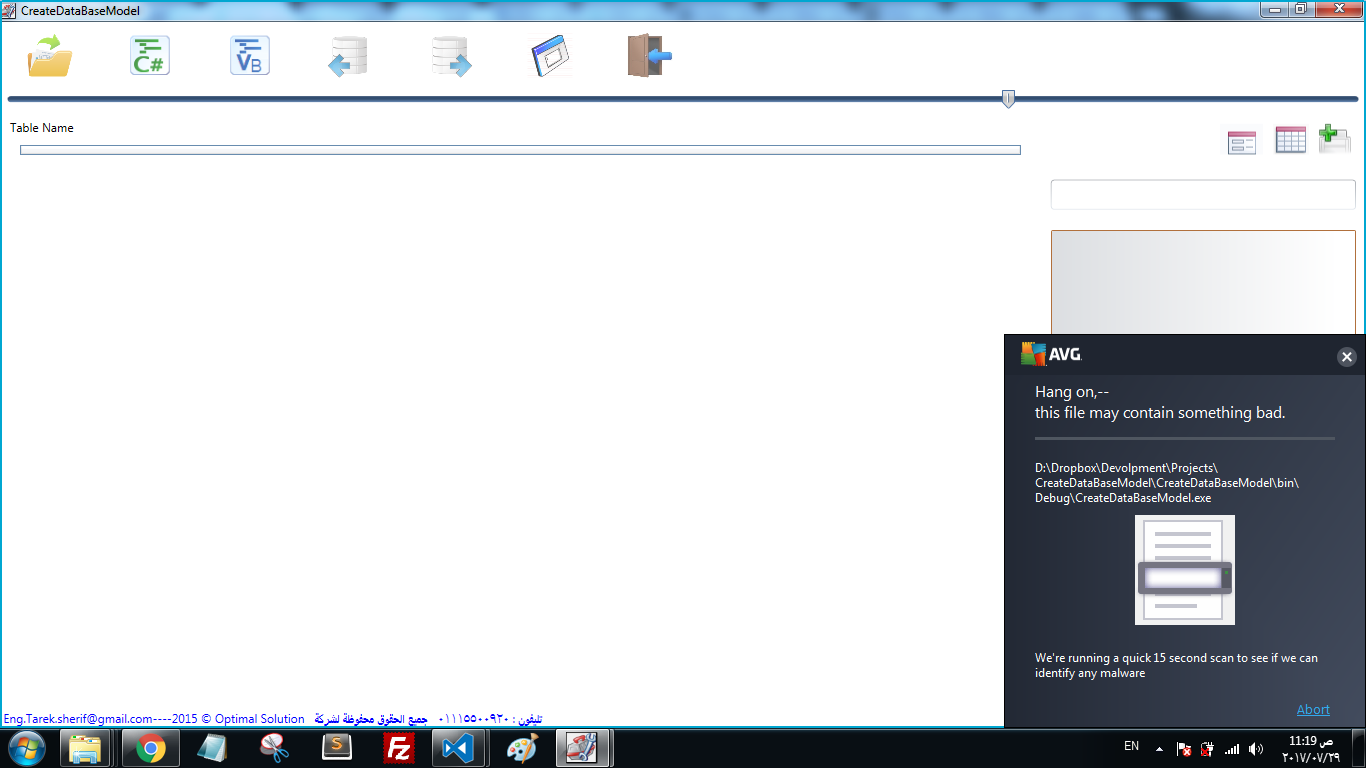 CreateDataBaseModel
C#
VB
Table Name
AVG
Hang on,--
this file may contain something bad.
D:\Dropbox\Devolpment\Projects\
CreateDataBaseModel\CreateDataBaseModel\bin\
Debug\CreateDataBaseModel.exe
We're running a quick 15 second scan to see if we can
identify any malware
Abort
Eng.Tarek.sherif@gmail.com----2015 © Optimal Solution جميع الحقوق محفوظة لشركة تليفون : ٠١١١٥٥٠٠٩٢٠
S
FZ
EN
11:19 ص
٢٠١٧/٠٧/٢٩